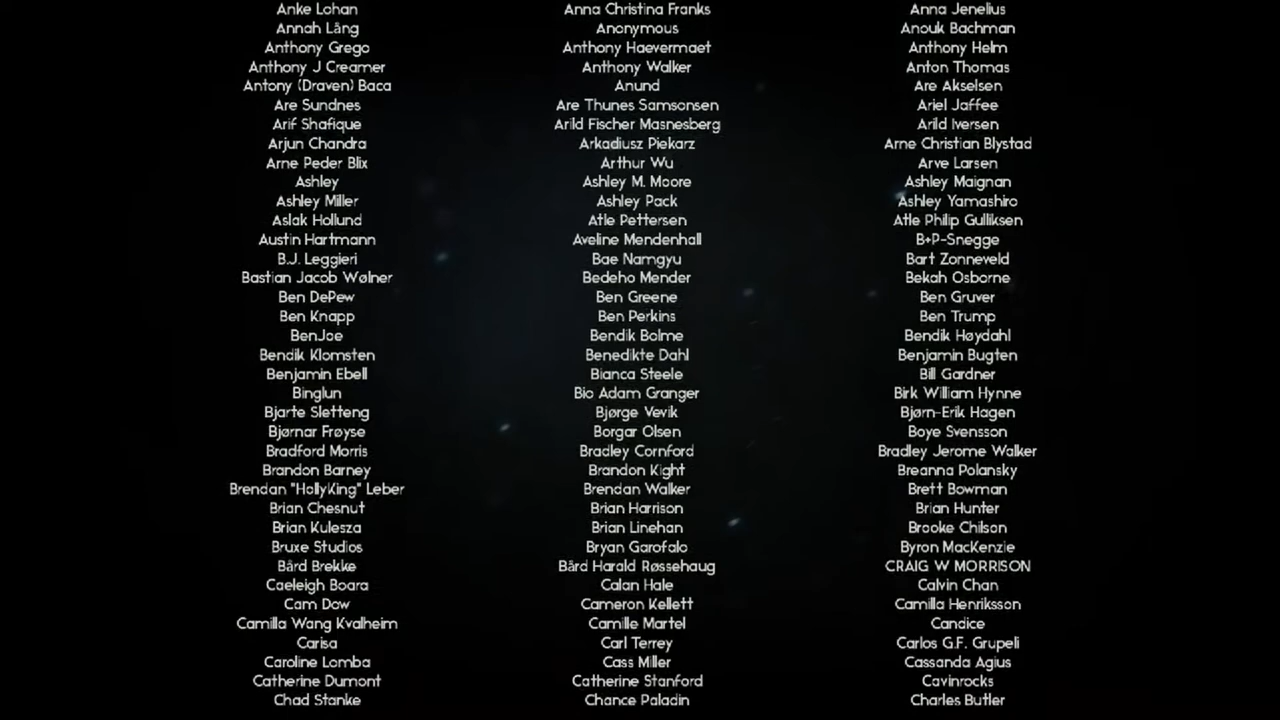 Anke Lohan Anna Christina Franks Anna Jenelius
Annah Lång Anonymous Anouk Bachman
Anthony Grego Anthony Haevermaet Anthony Helm
Anthony J Creamer Anthony Walker Anton Thomas
Antony (Draven) Baca Anund Are Akselsen
Are Sundnes Are Thunes Samsonsen Ariel Jaffee
Arif Shafique Arild Fischer Masnesberg Arild Iversen
Arjun Chandra Arkadiusz Piekarz Arne Christian Blystad
Arne Peder Blix Arthur Wu Arve Larsen
Ashley Ashley M. Moore Ashley Maignan
Ashley Miller Ashley Pack Ashley Yamashiro
Aslak Hollund Atle Pettersen Atle Philip Gulliksen
Austin Hartmann Aveline Mendenhall B+P-Snegge
B.J. Leggieri Bae Namgyu Bart Zonneveld
Bastian Jacob Wølner Bedeho Mender Bekah Osborne
Ben DePew Ben Greene Ben Gruver
Ben Knapp Ben Perkins Ben Trump
BenJoe Bendik Bolme Bendik Høydahl
Bendik Klomsten Benedikte Dahl Benjamin Bugten
Benjamin Ebell Bianca Steele Bill Gardner
Binglun Bio Adam Granger Birk William Hynne
Bjarte Sletteng Bjørge Vevik Bjørn-Erik Hagen
Bjørnar Frøyse Borgar Olsen Boye Svensson
Bradford Morris Bradley Cornford Bradley Jerome Walker
Brandon Barney Brandon Kight Breanna Polansky
Brendan "HollyKing" Leber Brendan Walker Brett Bowman
Brian Chesnut Brian Harrison Brian Hunter
Brian Kulesza Brian Linehan Brooke Chilson
Bruxe Studios Bryan Garofalo Byron MacKenzie
Bård Brekke Bård Harald Røssehaug CRAIG W MORRISON
Caeleigh Boara Calan Hale Calvin Chan
Cam Dow Cameron Kellett Camilla Henriksson
Camilla Wang Kvalheim Camille Martel Candice
Carisa Carl Terrey Carlos G.F. Grupeli
Caroline Lomba Cass Miller Cassanda Agius
Catherine Dumont Catherine Stanford Cavinrocks
Chad Stanke Chance Paladin Charles Butler